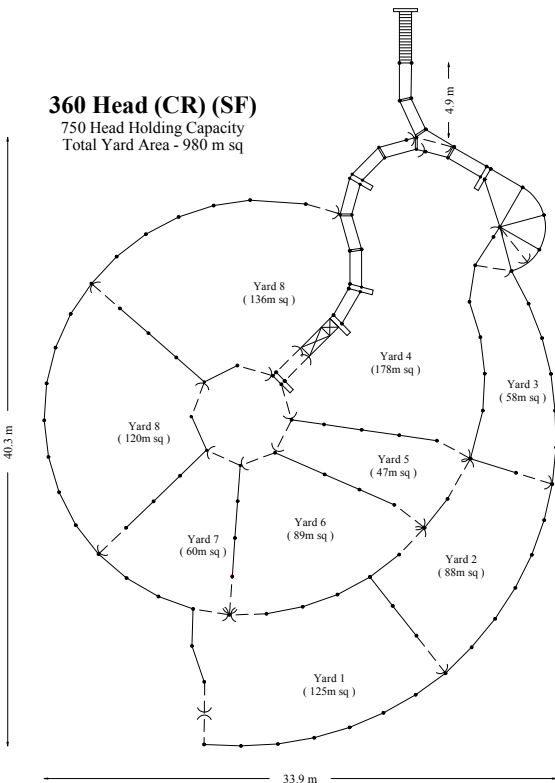 360 Head (CR) (SF)
750 Head Holding Capacity
Total Yard Area - 980 m sq
4.9 m
Yard 8
( 136m sq )
Yard 4
(178m sq )
Yard 3
( 58m sq )
40.3 m
Yard 8
( 120m sq )
Yard 5
( 47m sq )
Yard 6
( 89m sq )
Yard 7
( 60m sq )
Yard 2
( 88m sq )
Yard 1
( 125m sq )
33.9 m